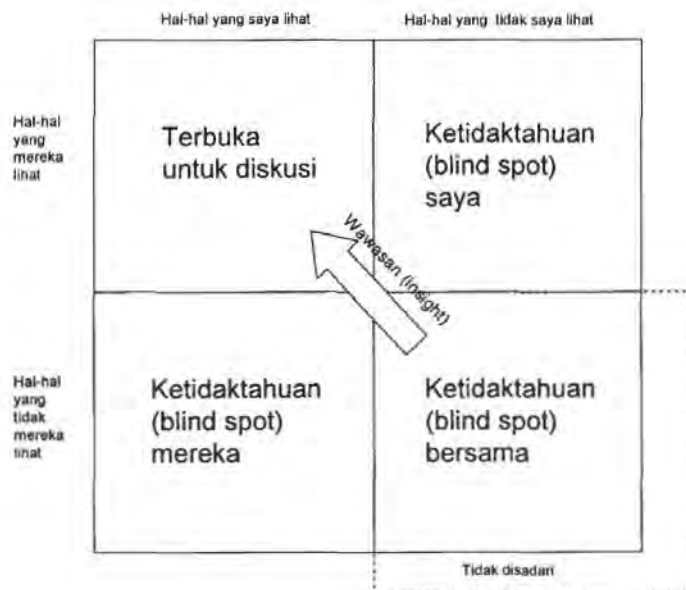 Hal-hal yang saya lihat
Hal-hal yang tidak saya lihat
Hal-hal
yang
mereka
lihat
Terbuka
untuk diskusi
Ketidaktahuan
(blind spot)
saya
Wawasan (insight)
Hal-hal
yang
tidak
mereka
lihat
Ketidaktahuan
(blind spot)
mereka
Ketidaktahuan
(blind spot)
bersama
Tidak disadari